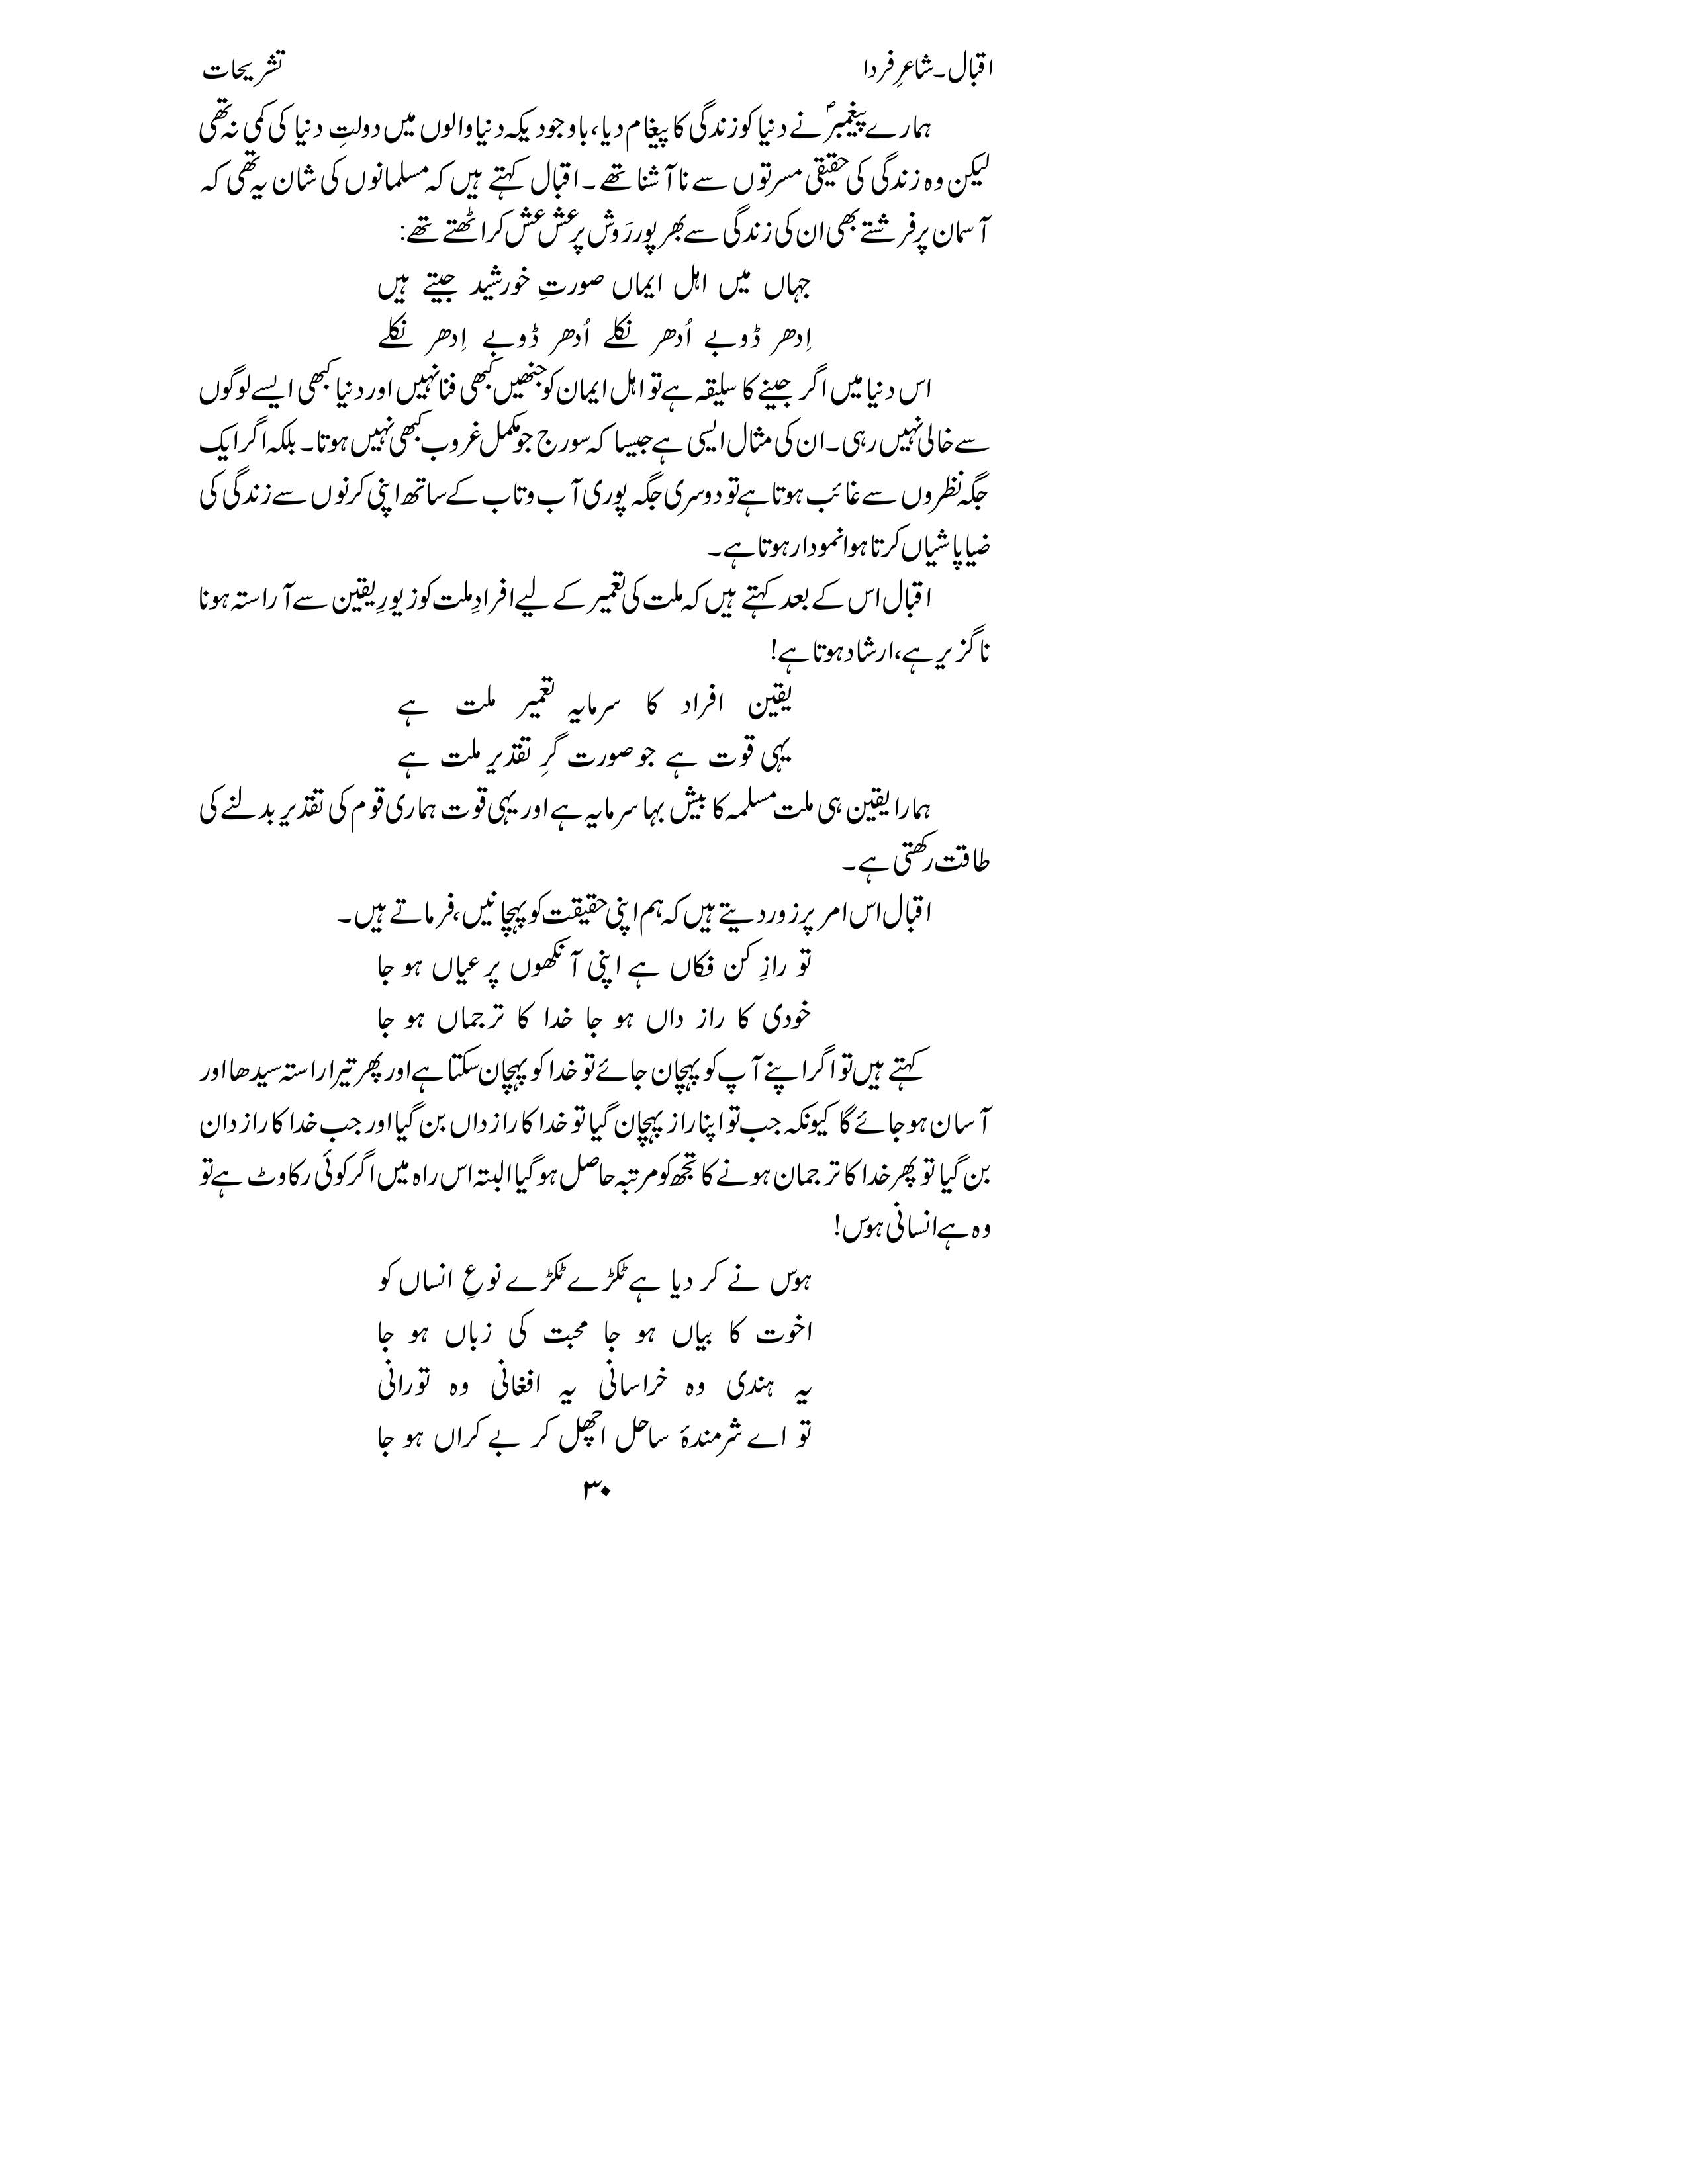 اقبال۔شاعرِ فردا تشریحات
ہمارے پیغمبرؐ نے دنیا کو زندگی کا پیغام دیا، باوجودیکہ دنیا والوں میں دولتِ دنیا کی کمی نہ تھی
لیکن وہ زندگی کی حقیقی مسرتوں سے ناآشنا تھے۔ اقبال کہتے ہیں کہ مسلمانوں کی شان یہ تھی کہ
آسمان پر فرشتے بھی ان کی زندگی سے بھرپور رَوش پر عش عش کر اٹھتے تھے:
جہاں میں اہل ایماں صورتِ خورشید جیتے ہیں
اِدھر ڈوبے اُدھر نکلے اُدھر ڈوبے اِدھر نکلے
اس دنیا میں اگر جینے کا سلیقہ ہے تو اہل ایمان کو جنھیں کبھی فنا نہیں اور دنیا کبھی ایسے لوگوں
سے خالی نہیں رہی۔ ان کی مثال ایسی ہے جیسا کہ سورج جو مکمل غروب کبھی نہیں ہوتا۔ بلکہ اگر ایک
جگہ نظروں سے غائب ہوتا ہے تو دوسری جگہ پوری آب و تاب کے ساتھ اپنی کرنوں سے زندگی کی
ضیا پاشیاں کرتا ہوا نمودار ہوتا ہے۔
اقبال اس کے بعد کہتے ہیں کہ ملت کی تعمیر کے لیے افرادِ ملت کو زیورِ یقین سے آراستہ ہونا
ناگزیر ہے، ارشاد ہوتا ہے!
یقین افراد کا سرمایہ تعمیر ملت ہے
یہی قوت ہے جو صورت گرِ تقدیرِ ملت ہے
ہمارا یقین ہی ملت مسلمہ کا بیش بہا سرمایہ ہے اور یہی قوت ہماری قوم کی تقدیر بدلنے کی
طاقت رکھتی ہے۔
اقبال اس امر پر زور دیتے ہیں کہ ہم اپنی حقیقت کو پہچانیں، فرماتے ہیں۔
تو رازِ کن فکاں ہے اپنی آنکھوں پر عیاں ہو جا
خودی کا راز داں ہو جا خدا کا ترجماں ہو جا
کہتے ہیں تو اگر اپنے آپ کو پہچان جائے تو خدا کو پہچان سکتا ہے اور پھر تیرا راستہ سیدھا اور
آسان ہو جائے گا کیونکہ جب تو اپنا راز پہچان گیا تو خدا کا راز داں بن گیا اور جب خدا کا راز دان
بن گیا تو پھر خدا کا ترجمان ہونے کا تجھ کو مرتبہ حاصل ہو گیا البتہ اس راہ میں اگر کوئی رکاوٹ ہے تو
وہ ہے انسانی ہوس!
ہوس نے کر دیا ہے ٹکڑے ٹکڑے نوعِ انساں کو
اخوت کا بیاں ہو جا محبت کی زباں ہو جا
یہ ہندی وہ خراسانی یہ افغانی وہ تورانی
تو اے شرمندۂ ساحل اچھل کر بے کراں ہو جا
۳۰